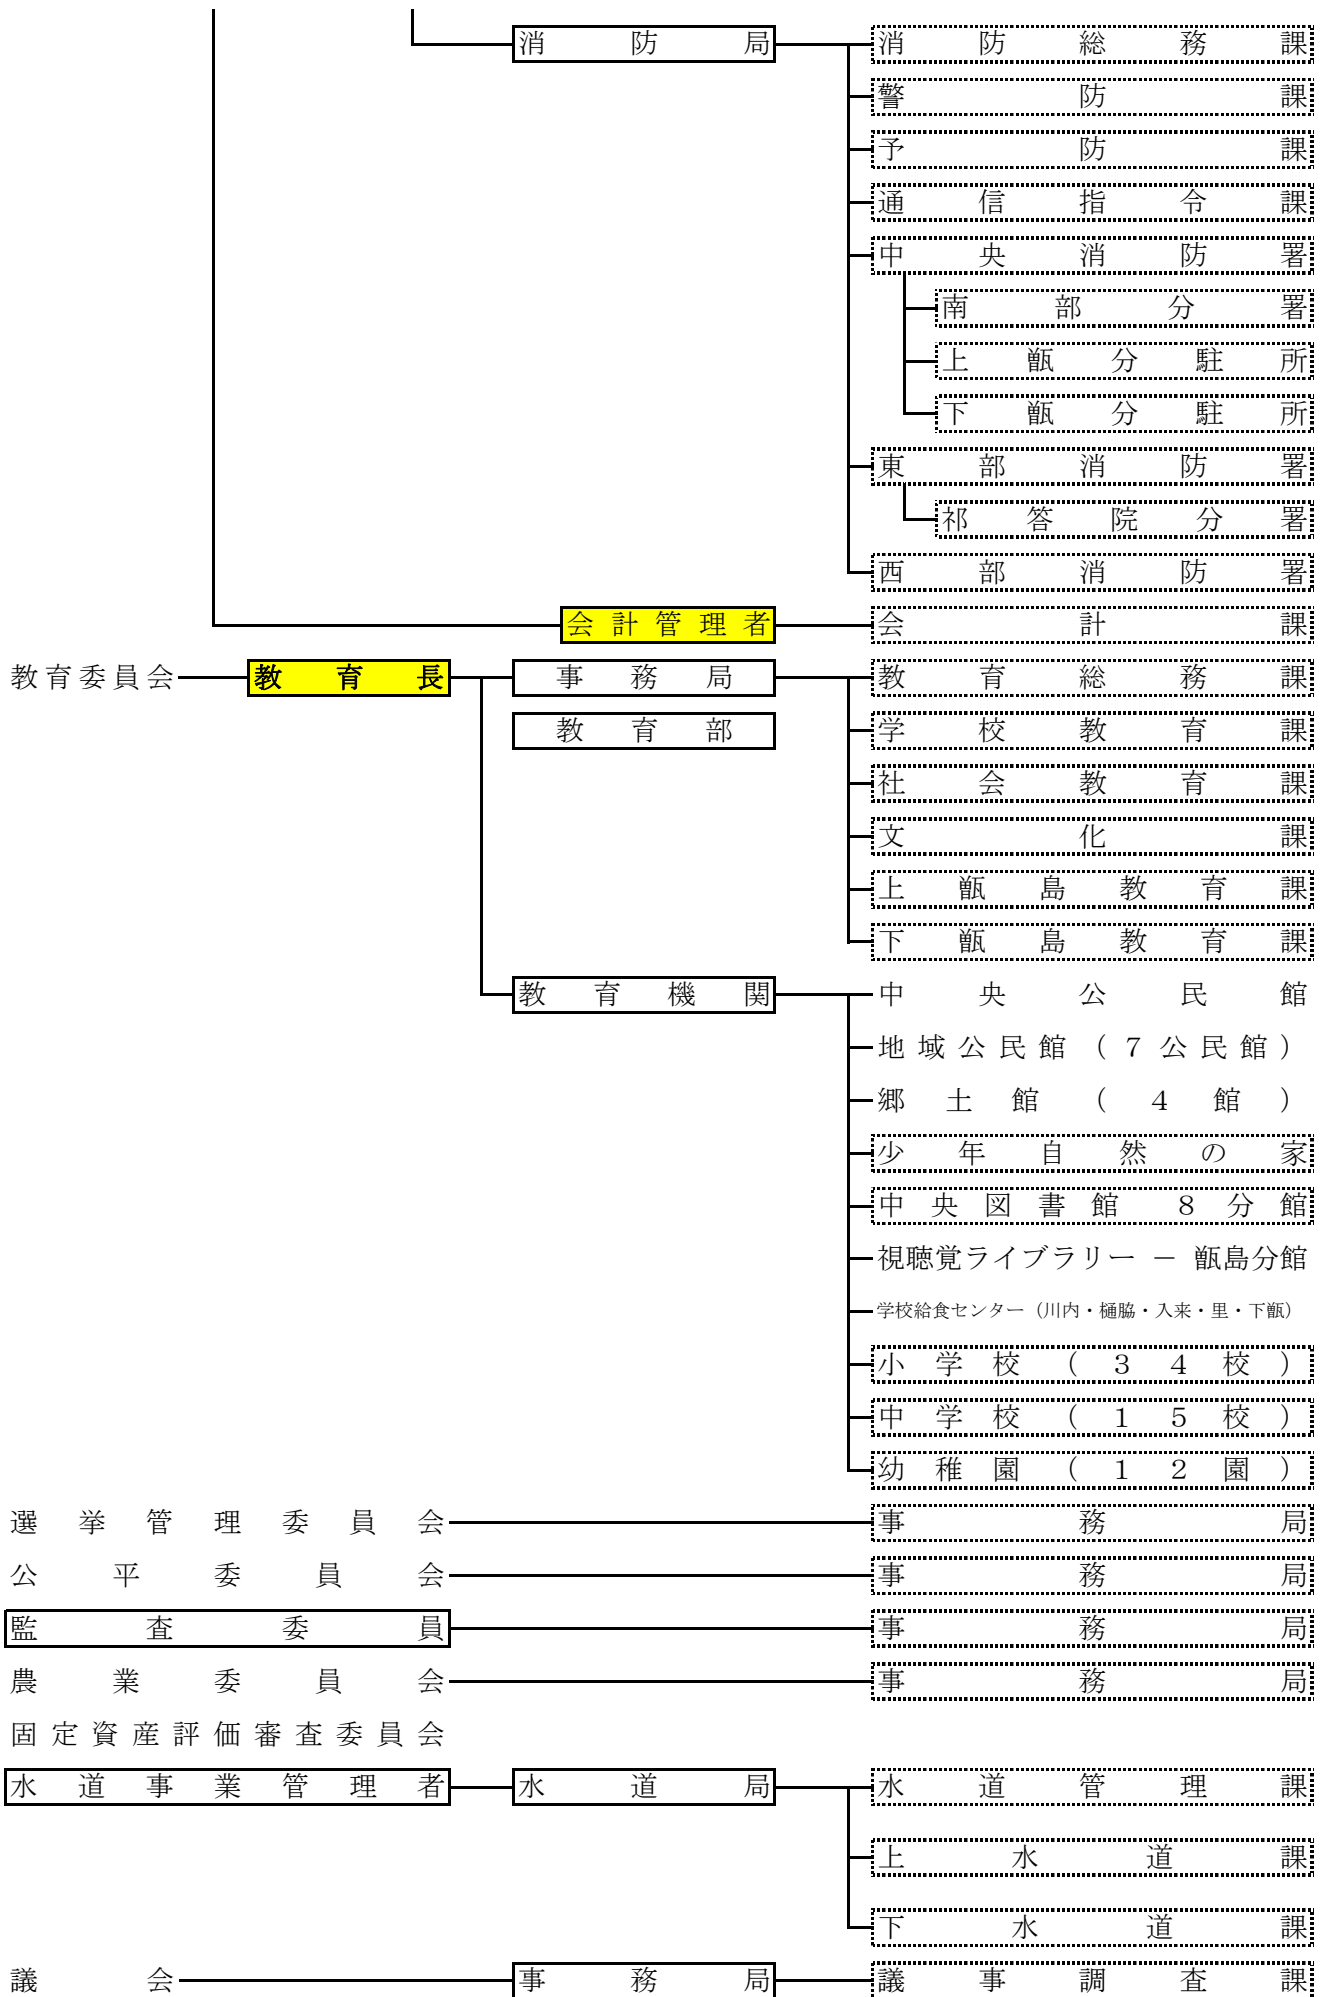 消防局 消防総務課
警防課
予防課
通信指令課
中央消防署
南部分署
上甑分駐所
下甑分駐所
東部消防署
祁答院分署
西部消防署
会計管理者 会計課
教育委員会 教育長 事務局 教育総務課
教育部 学校教育課
社会教育課
文化課
上甑島教育課
下甑島教育課
教育機関 中央公民館
地域公民館（７公民館）
郷土館（４館）
少年自然の家
中央図書館 ８分館
視聴覚ライブラリー － 甑島分館
学校給食センター（川内・樋脇・入来・里・下甑）
小学校（３４校）
中学校（１５校）
幼稚園（１２園）
選挙管理委員会 事務局
公平委員会 事務局
監査委員 事務局
農業委員会 事務局
固定資産評価審査委員会
水道事業管理者 水道局 水道管理課
上水道課
下水道課
議会 事務局 議事調査課